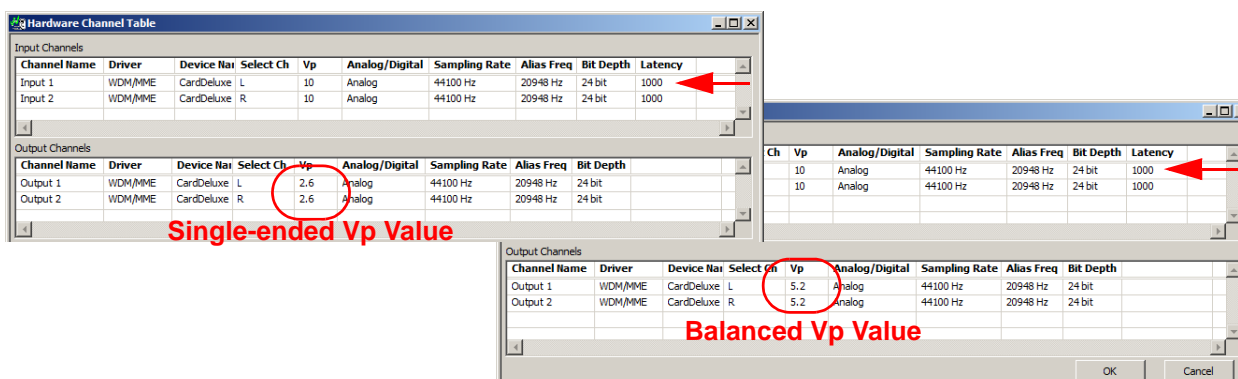 Hardware Channel Table
Input Channels
Channel Name Driver Device Nar Select Ch Vp Analog/Digital Sampling Rate Alias Freq Bit Depth Latency
Input 1 WDM/MME CardDeluxe L 10 Analog 44100 Hz 20948 Hz 24 bit 1000
Input 2 WDM/MME CardDeluxe R 10 Analog 44100 Hz 20948 Hz 24 bit 1000
Output Channels
Channel Name Driver Device Nar Select Ch Vp Analog/Digital Sampling Rate Alias Freq Bit Depth
Output 1 WDM/MME CardDeluxe L 2.6 Analog 44100 Hz 20948 Hz 24 bit
Output 2 WDM/MME CardDeluxe R 2.6 Analog 44100 Hz 20948 Hz 24 bit
Single-ended Vp Value
Ch Vp Analog/Digital Sampling Rate Alias Freq Bit Depth Latency
10 Analog 44100 Hz 20948 Hz 24 bit 1000
10 Analog 44100 Hz 20948 Hz 24 bit 1000
Output Channels
Channel Name Driver Device Nar Select Ch Vp Analog/Digital Sampling Rate Alias Freq Bit Depth
Output 1 WDM/MME CardDeluxe L 5.2 Analog 44100 Hz 20948 Hz 24 bit
Output 2 WDM/MME CardDeluxe R 5.2 Analog 44100 Hz 20948 Hz 24 bit
Balanced Vp Value
OK Cancel